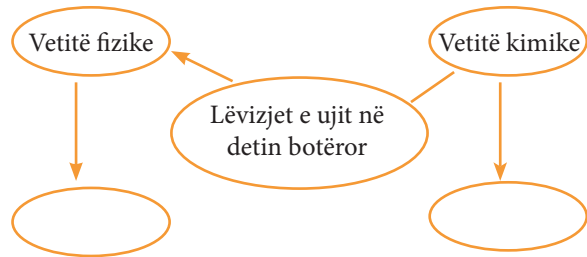 Vetitë fizike
Vetitë kimike
Lëvizjet e ujit në
detin botëror